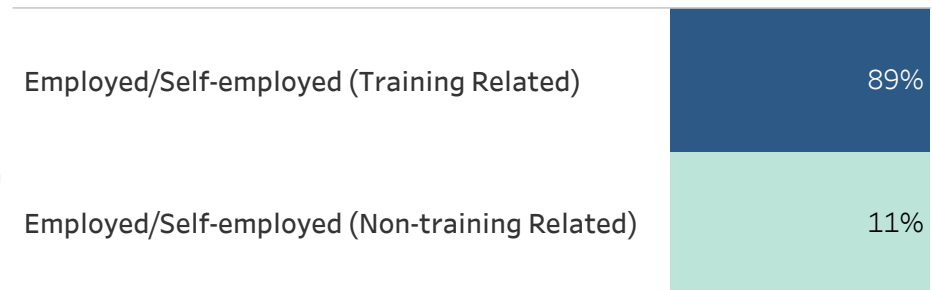 Employed/Self-employed (Training Related) 89%
Employed/Self-employed (Non-training Related) 11%